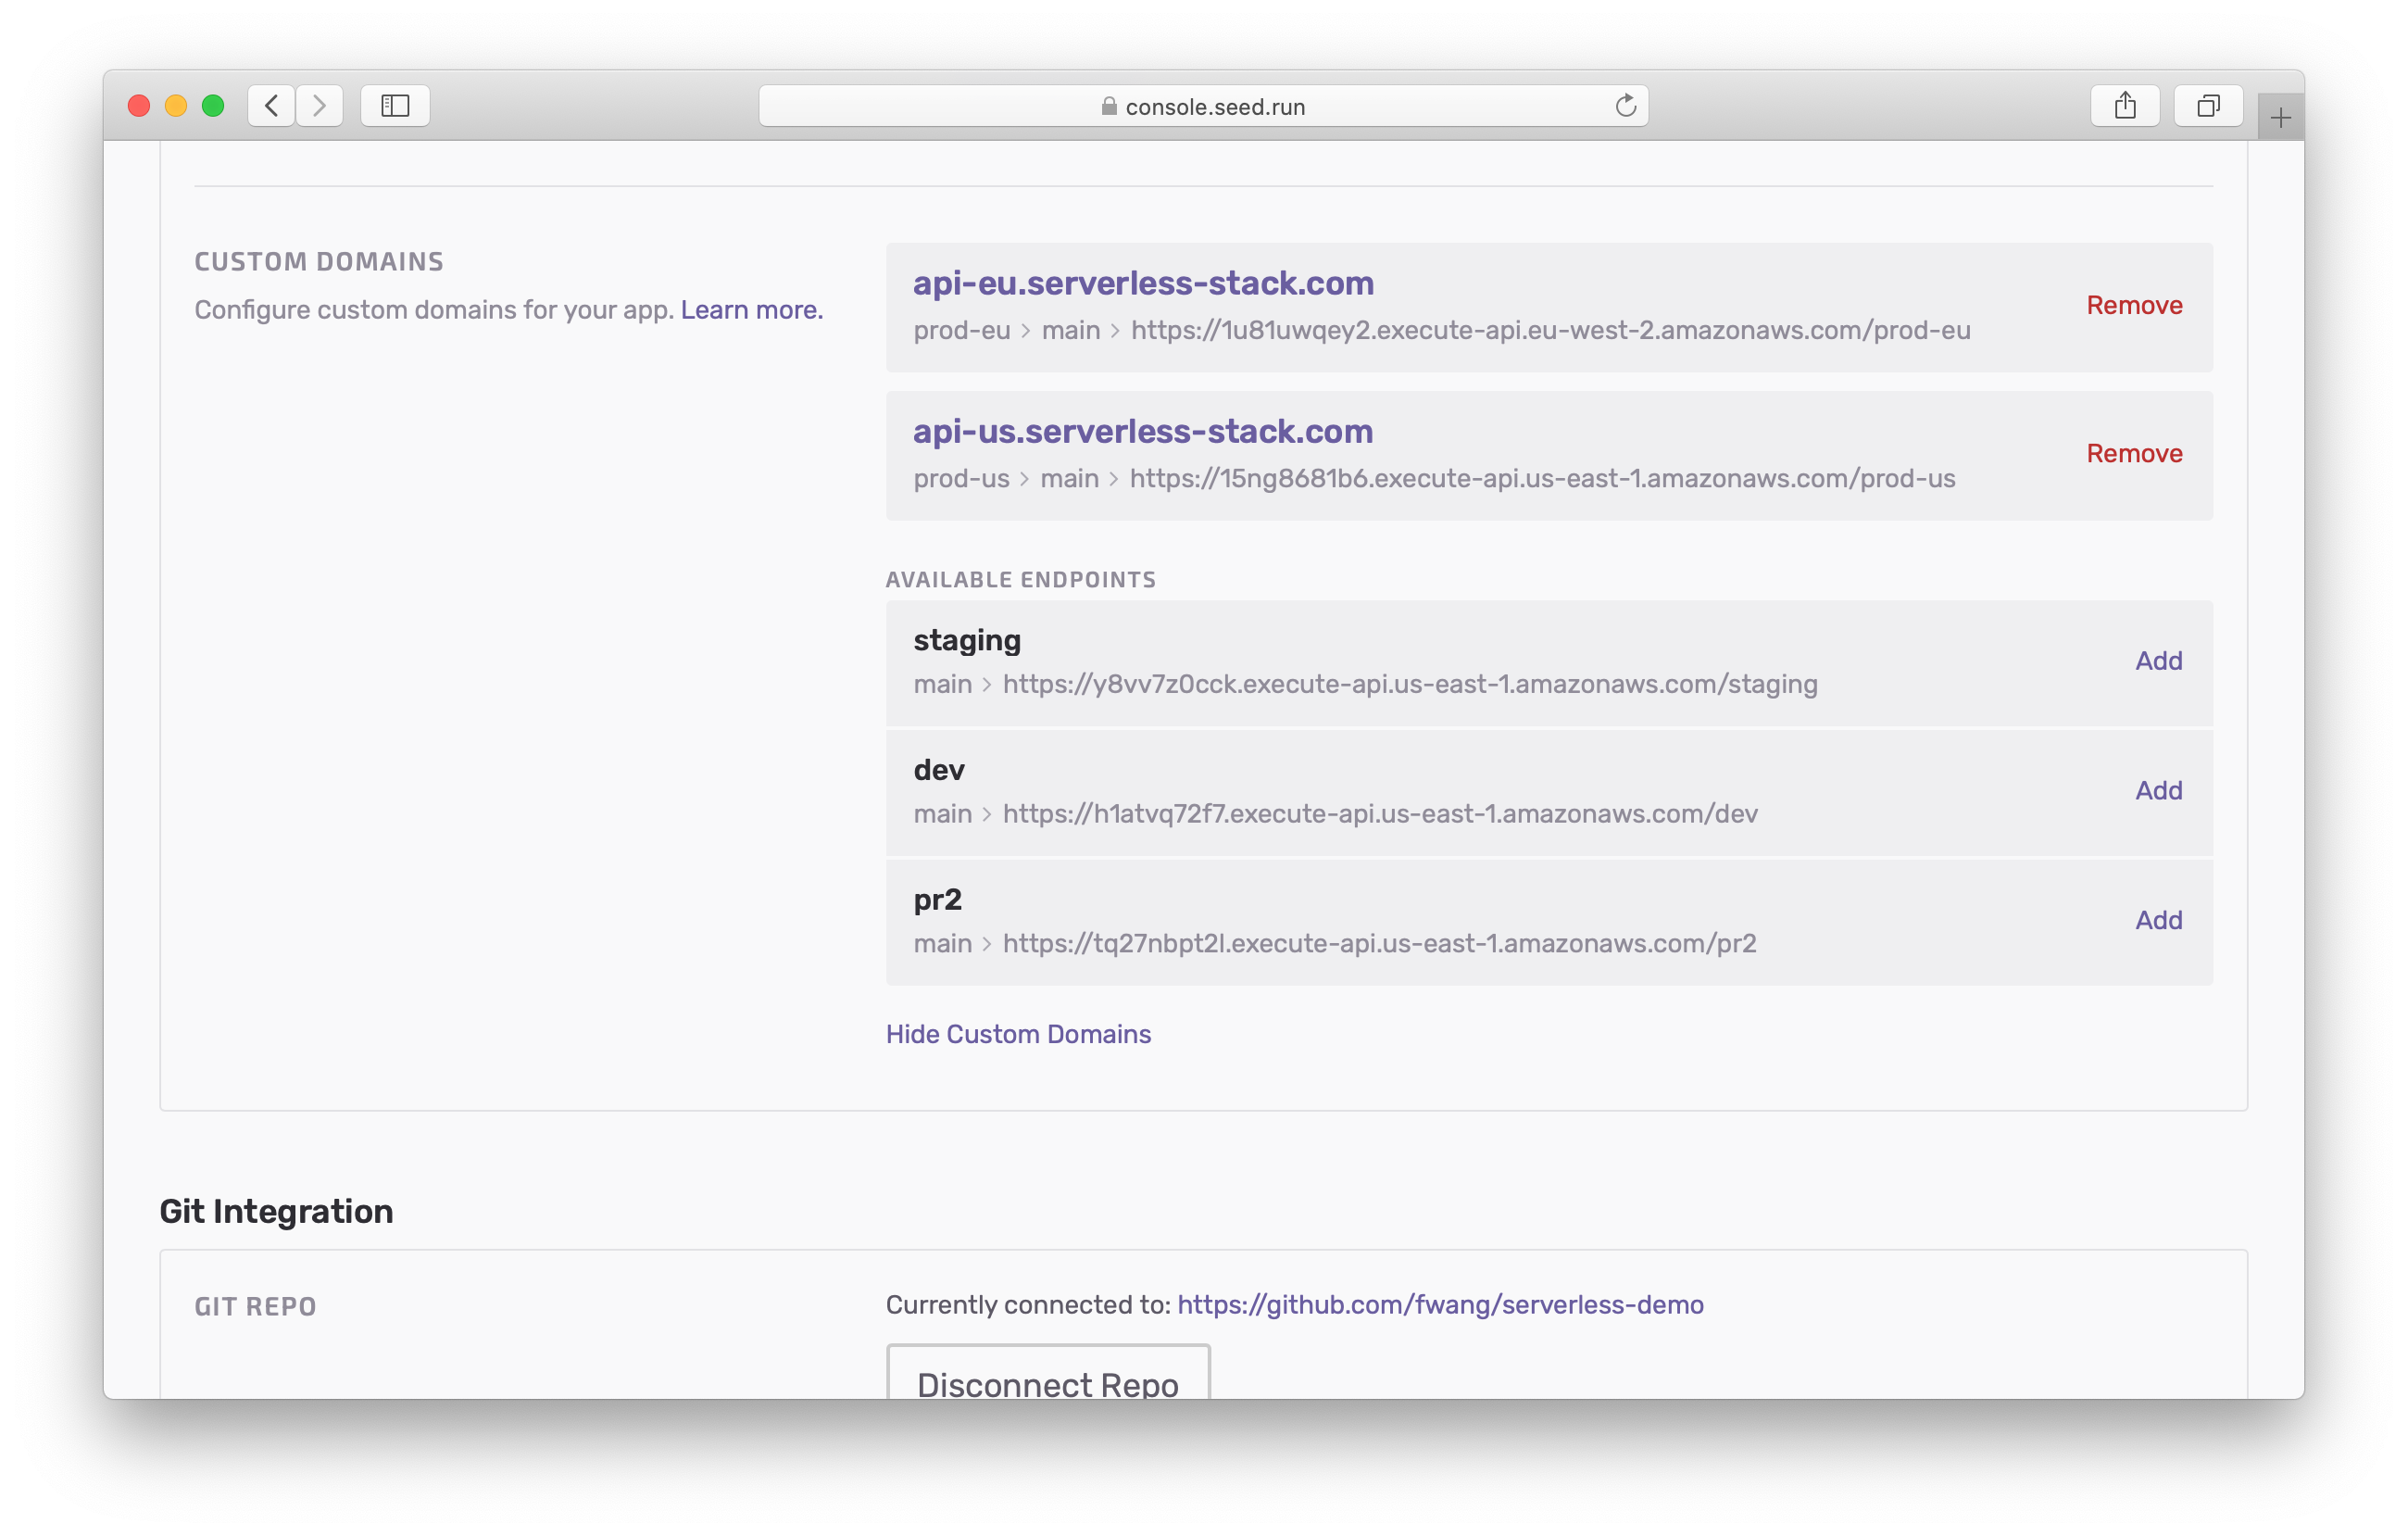 console.seed.run
CUSTOM DOMAINS
Configure custom domains for your app. Learn more.
api-eu.serverless-stack.com
prod-eu > main > https://1u81uwqey2.execute-api.eu-west-2.amazonaws.com/prod-eu
Remove
api-us.serverless-stack.com
prod-us > main > https://15ng8681b6.execute-api.us-east-1.amazonaws.com/prod-us
Remove
AVAILABLE ENDPOINTS
staging
main > https://y8vv7z0cck.execute-api.us-east-1.amazonaws.com/staging
Add
dev
main > https://h1atvq72f7.execute-api.us-east-1.amazonaws.com/dev
Add
pr2
main > https://tq27nbpt2l.execute-api.us-east-1.amazonaws.com/pr2
Add
Hide Custom Domains
Git Integration
GIT REPO
Currently connected to: https://github.com/fwang/serverless-demo
Disconnect Repo